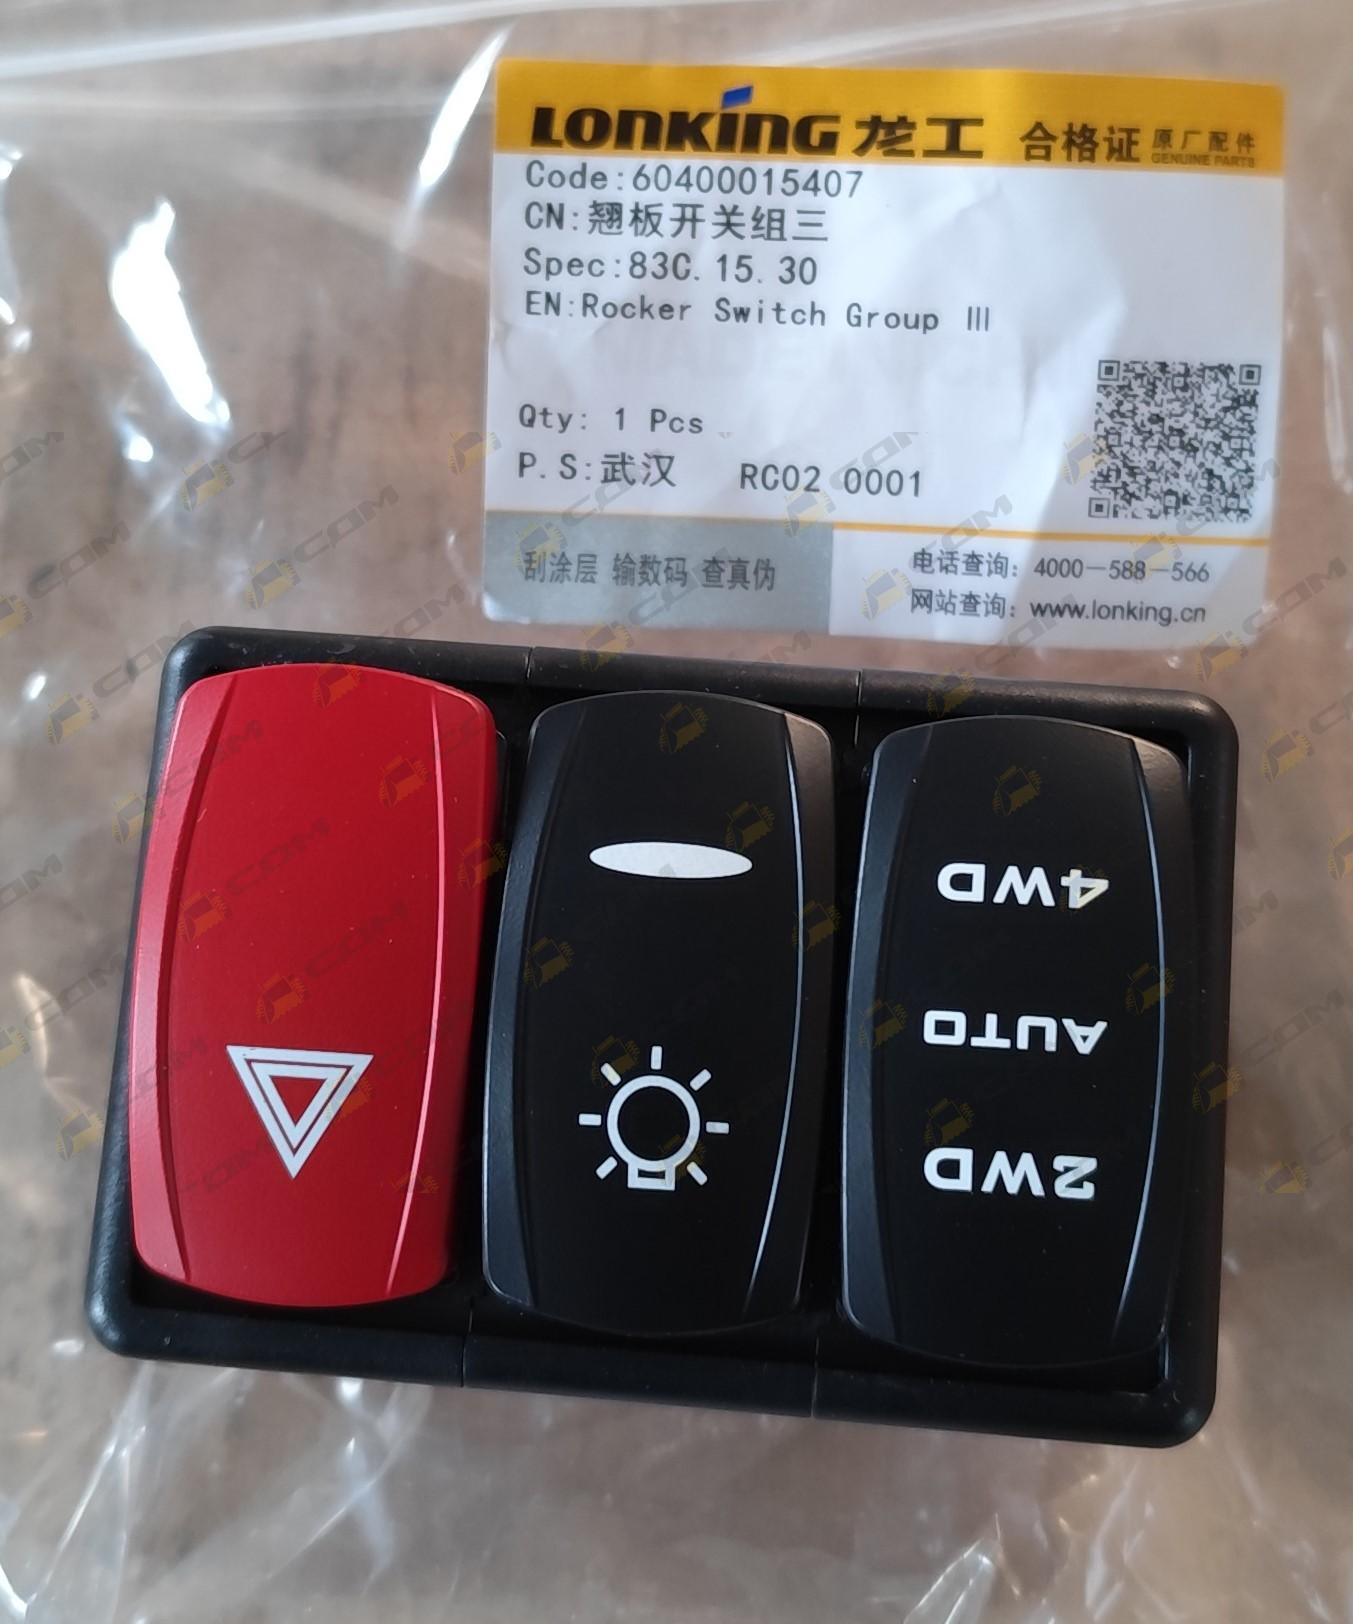 LONKING 龙工 合格证 原厂配件
GENUINE PARTS
Code:60400015407
CN:翘板开关组三
Spec:83C.15.30
EN:Rocker Switch Group Ⅲ
Qty: 1 Pcs
P.S:武汉 RC02 0001
刮涂层 输数码 查真伪
电话查询：4000-588-566
网站查询：www.lonking.cn
4WD
AUTO
2WD